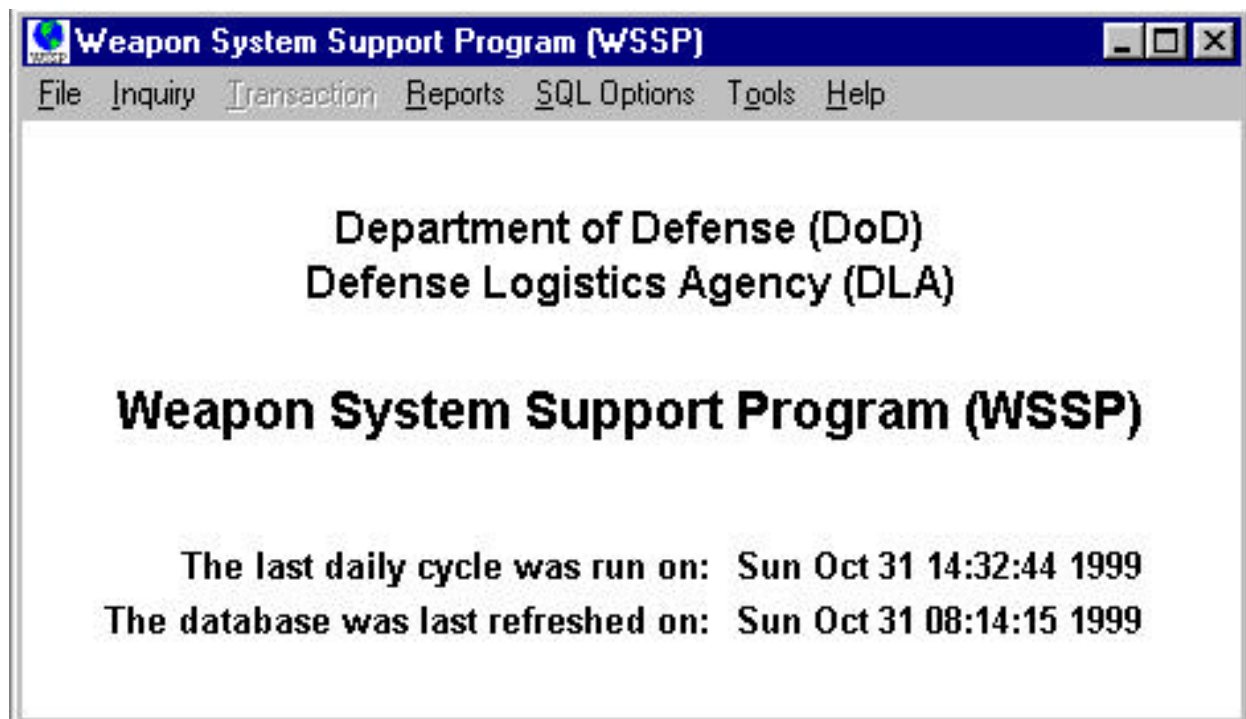 Weapon System Support Program (WSSP)
File Inquiry Transaction Reports SQL Options Tools Help
Department of Defense (DoD)
Defense Logistics Agency (DLA)
Weapon System Support Program (WSSP)
The last daily cycle was run on: Sun Oct 31 14:32:44 1999
The database was last refreshed on: Sun Oct 31 08:14:15 1999